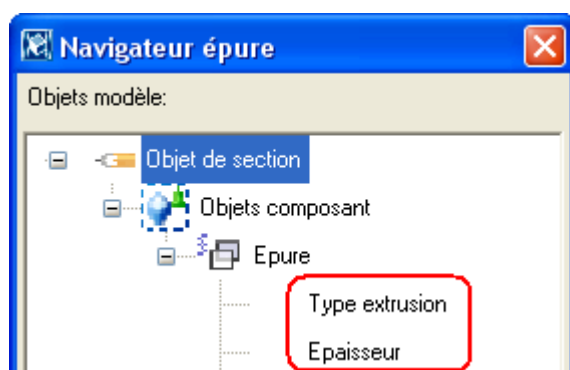 Navigateur épure
Objets modèle:
Objet de section
Objets composant
Epure
Type extrusion
Epaisseur